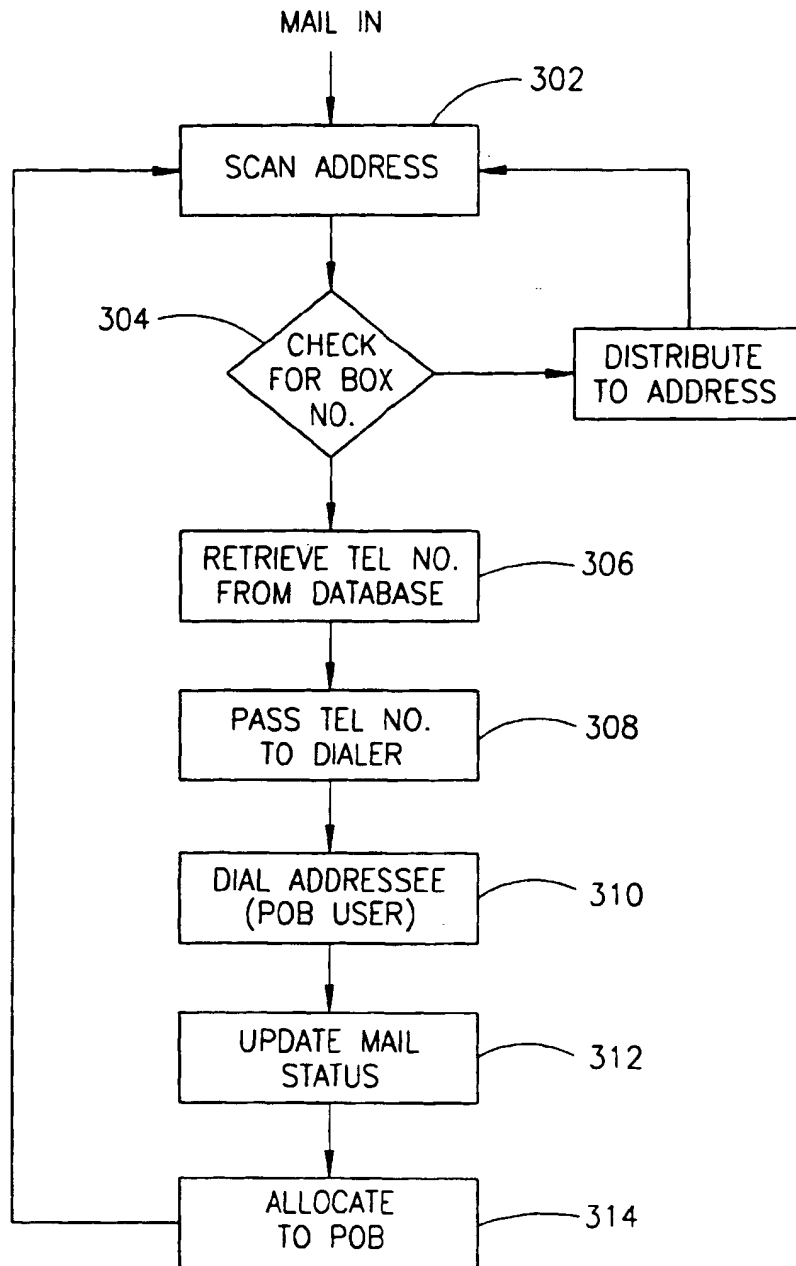 MAIL IN
302
SCAN ADDRESS
304
CHECK
FOR BOX
NO.
DISTRIBUTE
TO ADDRESS
RETRIEVE TEL NO.
FROM DATABASE
306
PASS TEL NO.
TO DIALER
308
DIAL ADDRESSEE
(POB USER)
310
UPDATE MAIL
STATUS
312
ALLOCATE
TO POB
314